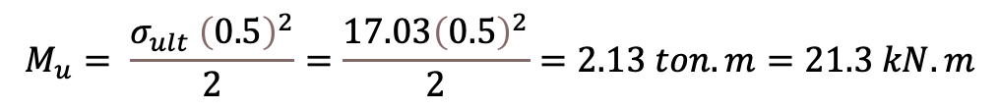 M_u = σ_ult (0.5)² / 2 = 17.03(0.5)² / 2 = 2.13 ton.m = 21.3 kN.m